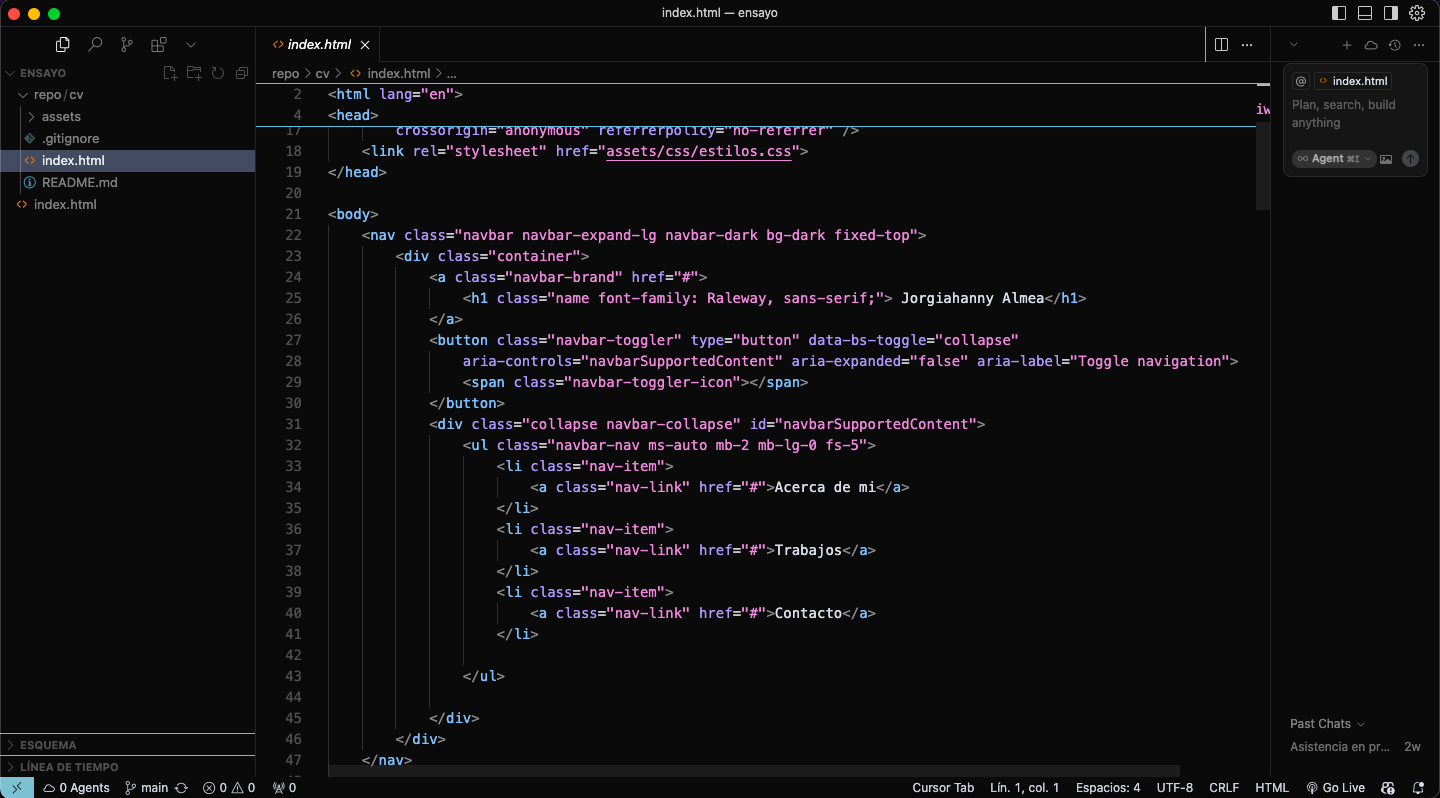 index.html — ensayo
index.html
ENSAYO
repo / cv
assets
.gitignore
index.html
README.md
index.html
ESQUEMA
LÍNEA DE TIEMPO
repo > cv > index.html > ...
2 <html lang="en">
4 <head>
17 crossorigin="anonymous" referrerpolicy="no-referrer" />
18 <link rel="stylesheet" href="assets/css/estilos.css">
19 </head>
20
21 <body>
22 <nav class="navbar navbar-expand-lg navbar-dark bg-dark fixed-top">
23 <div class="container">
24 <a class="navbar-brand" href="#">
25 <h1 class="name font-family: Raleway, sans-serif;"> Jorgiahanny Almea</h1>
26 </a>
27 <button class="navbar-toggler" type="button" data-bs-toggle="collapse"
28 aria-controls="navbarSupportedContent" aria-expanded="false" aria-label="Toggle navigation">
29 <span class="navbar-toggler-icon"></span>
30 </button>
31 <div class="collapse navbar-collapse" id="navbarSupportedContent">
32 <ul class="navbar-nav ms-auto mb-2 mb-lg-0 fs-5">
33 <li class="nav-item">
34 <a class="nav-link" href="#">Acerca de mi</a>
35 </li>
36 <li class="nav-item">
37 <a class="nav-link" href="#">Trabajos</a>
38 </li>
39 <li class="nav-item">
40 <a class="nav-link" href="#">Contacto</a>
41 </li>
42
43 </ul>
44
45 </div>
46 </div>
47 </nav>
@ index.html
Plan, search, build
anything
Agent ⌘I
Past Chats
Asistencia en pr... 2w
0 Agents main 0 0 0 Cursor Tab Lín. 1, col. 1 Espacios: 4 UTF-8 CRLF HTML Go Live